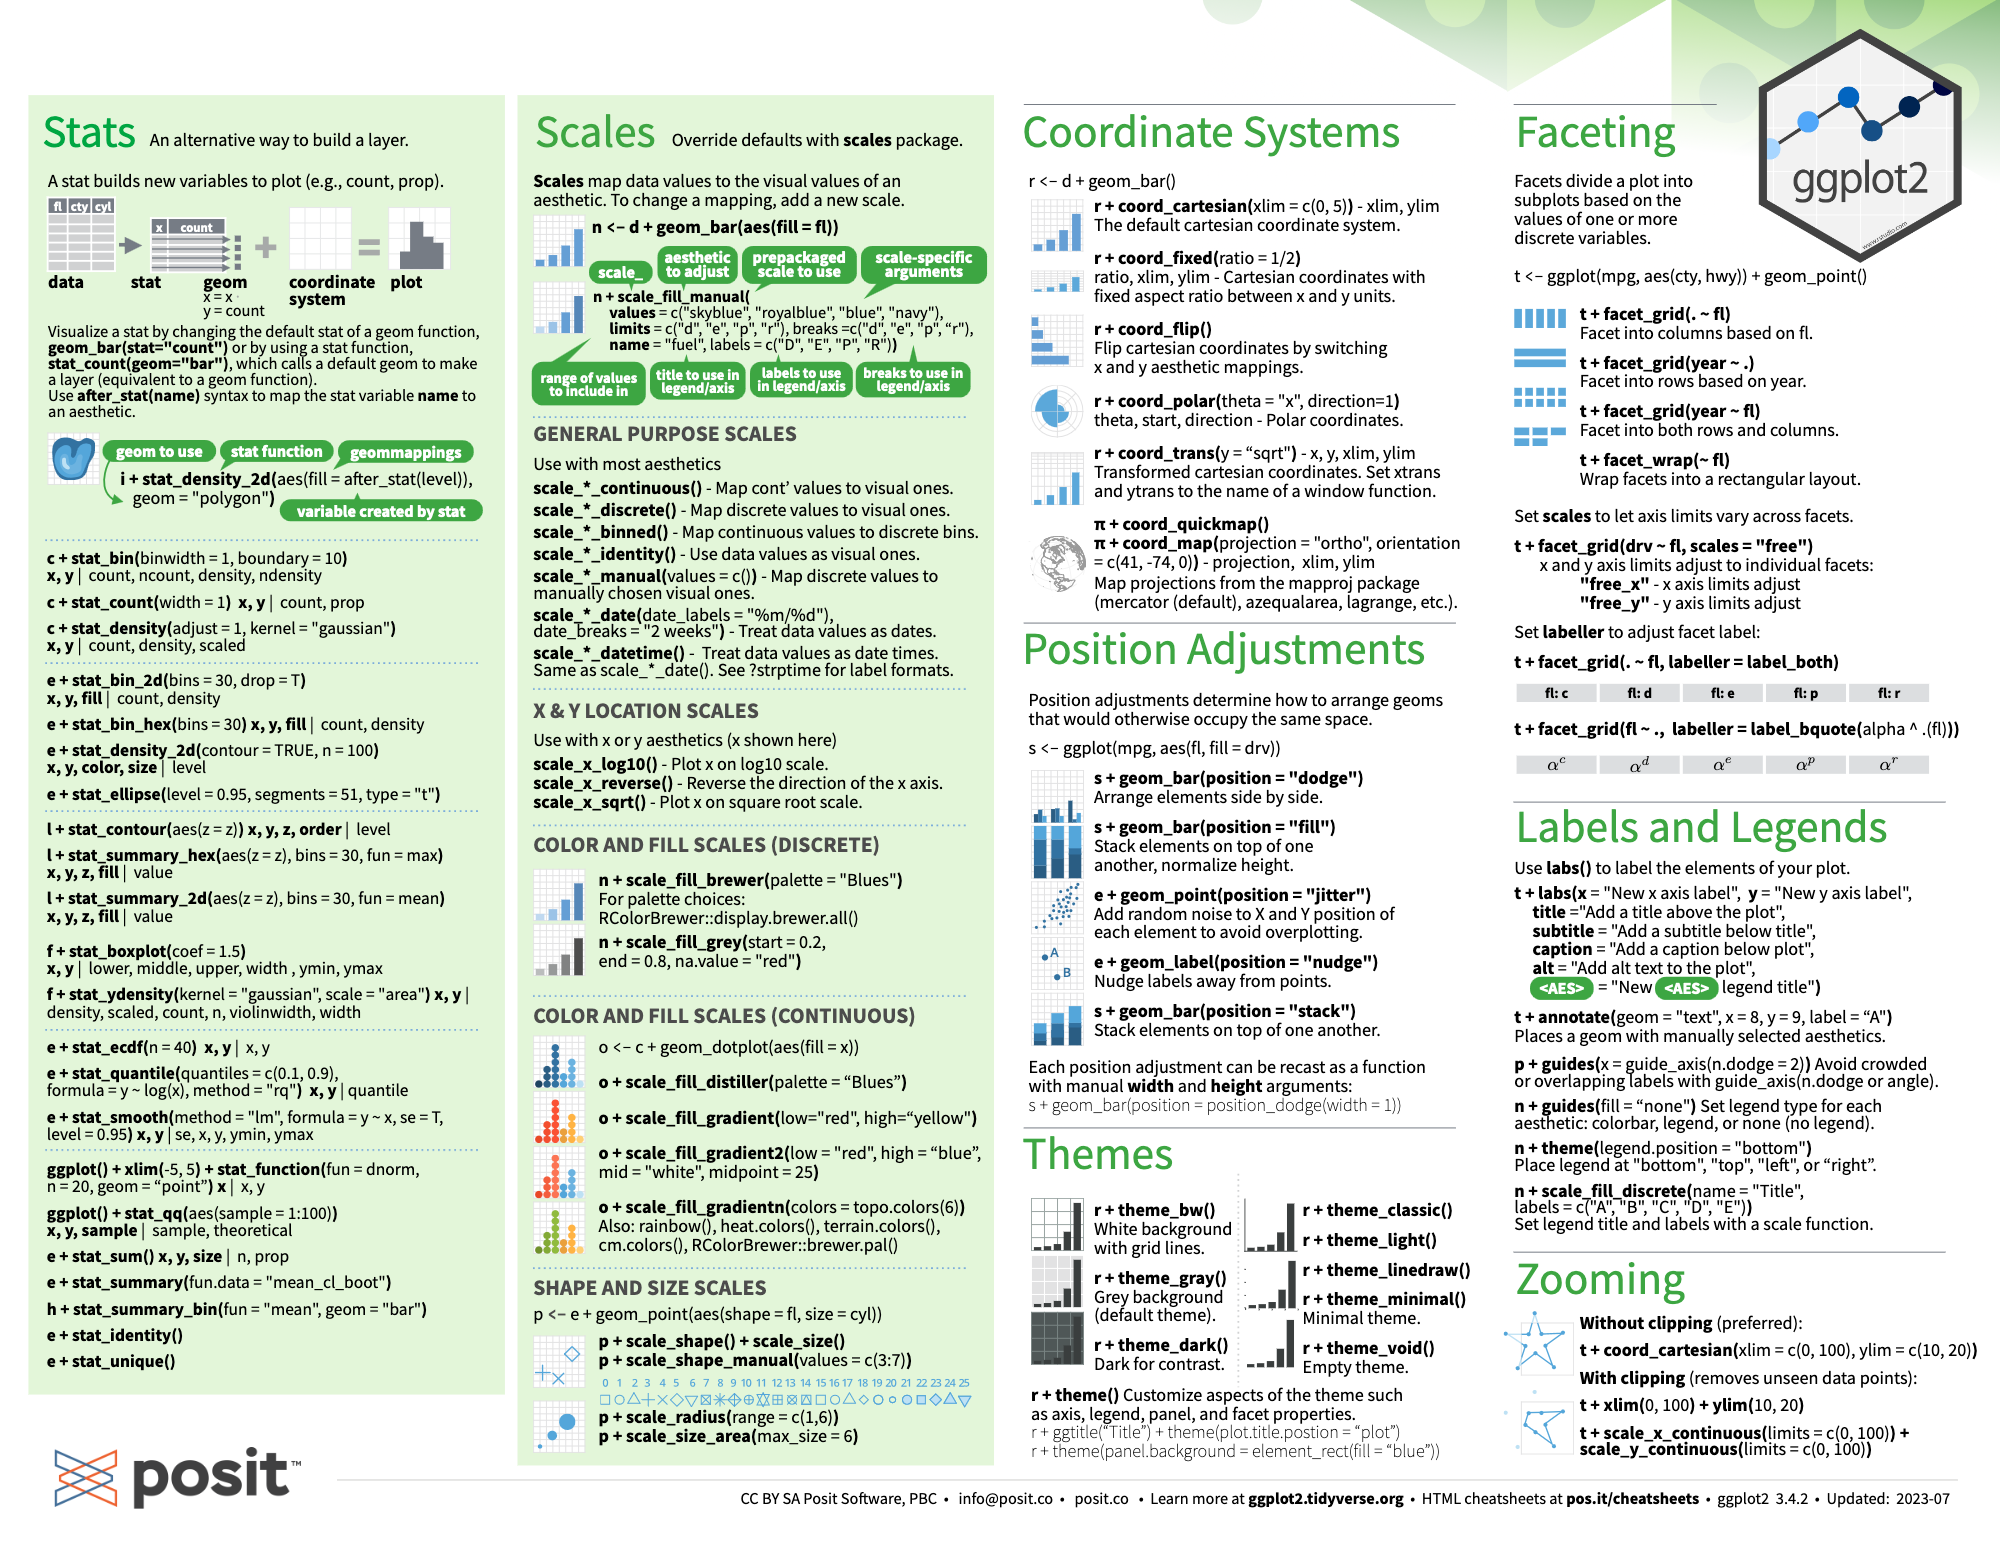 Stats An alternative way to build a layer.
A stat builds new variables to plot (e.g., count, prop).
fl cty cyl
x count
data stat geom coordinate plot
x = x · system
y = count
Visualize a stat by changing the default stat of a geom function,
geom_bar(stat="count") or by using a stat function,
stat_count(geom="bar"), which calls a default geom to make
a layer (equivalent to a geom function).
Use after_stat(name) syntax to map the stat variable name to
an aesthetic.
geom to use stat function geommappings
i + stat_density_2d(aes(fill = after_stat(level)),
geom = "polygon")
variable created by stat
c + stat_bin(binwidth = 1, boundary = 10)
x, y | count, ncount, density, ndensity
c + stat_count(width = 1) x, y | count, prop
c + stat_density(adjust = 1, kernel = "gaussian")
x, y | count, density, scaled
e + stat_bin_2d(bins = 30, drop = T)
x, y, fill | count, density
e + stat_bin_hex(bins = 30) x, y, fill | count, density
e + stat_density_2d(contour = TRUE, n = 100)
x, y, color, size | level
e + stat_ellipse(level = 0.95, segments = 51, type = "t")
l + stat_contour(aes(z = z)) x, y, z, order | level
l + stat_summary_hex(aes(z = z), bins = 30, fun = max)
x, y, z, fill | value
l + stat_summary_2d(aes(z = z), bins = 30, fun = mean)
x, y, z, fill | value
f + stat_boxplot(coef = 1.5)
x, y | lower, middle, upper, width , ymin, ymax
f + stat_ydensity(kernel = "gaussian", scale = "area") x, y |
density, scaled, count, n, violinwidth, width
e + stat_ecdf(n = 40) x, y | x, y
e + stat_quantile(quantiles = c(0.1, 0.9),
formula = y ~ log(x), method = "rq") x, y | quantile
e + stat_smooth(method = "lm", formula = y ~ x, se = T,
level = 0.95) x, y | se, x, y, ymin, ymax
ggplot() + xlim(-5, 5) + stat_function(fun = dnorm,
n = 20, geom = “point”) x | x, y
ggplot() + stat_qq(aes(sample = 1:100))
x, y, sample | sample, theoretical
e + stat_sum() x, y, size | n, prop
e + stat_summary(fun.data = "mean_cl_boot")
h + stat_summary_bin(fun = "mean", geom = "bar")
e + stat_identity()
e + stat_unique()
Scales Override defaults with scales package.
Scales map data values to the visual values of an
aesthetic. To change a mapping, add a new scale.
n <- d + geom_bar(aes(fill = fl))
scale_
aesthetic
to adjust
prepackaged
scale to use
scale-specific
arguments
n + scale_fill_manual(
values = c("skyblue", "royalblue", "blue", "navy"),
limits = c("d", "e", "p", "r"), breaks =c("d", "e", "p", “r"),
name = "fuel", labels = c("D", "E", "P", "R"))
range of values
to include in
title to use in
legend/axis
labels to use
in legend/axis
breaks to use in
legend/axis
GENERAL PURPOSE SCALES
Use with most aesthetics
scale_*_continuous() - Map cont’ values to visual ones.
scale_*_discrete() - Map discrete values to visual ones.
scale_*_binned() - Map continuous values to discrete bins.
scale_*_identity() - Use data values as visual ones.
scale_*_manual(values = c()) - Map discrete values to
manually chosen visual ones.
scale_*_date(date_labels = "%m/%d"),
date_breaks = "2 weeks") - Treat data values as dates.
scale_*_datetime() - Treat data values as date times.
Same as scale_*_date(). See ?strptime for label formats.
X & Y LOCATION SCALES
Use with x or y aesthetics (x shown here)
scale_x_log10() - Plot x on log10 scale.
scale_x_reverse() - Reverse the direction of the x axis.
scale_x_sqrt() - Plot x on square root scale.
COLOR AND FILL SCALES (DISCRETE)
n + scale_fill_brewer(palette = "Blues")
For palette choices:
RColorBrewer::display.brewer.all()
n + scale_fill_grey(start = 0.2,
end = 0.8, na.value = "red")
COLOR AND FILL SCALES (CONTINUOUS)
o <- c + geom_dotplot(aes(fill = x))
o + scale_fill_distiller(palette = “Blues”)
o + scale_fill_gradient(low="red", high=“yellow")
o + scale_fill_gradient2(low = "red", high = “blue”,
mid = "white", midpoint = 25)
o + scale_fill_gradientn(colors = topo.colors(6))
Also: rainbow(), heat.colors(), terrain.colors(),
cm.colors(), RColorBrewer::brewer.pal()
SHAPE AND SIZE SCALES
p <- e + geom_point(aes(shape = fl, size = cyl))
p + scale_shape() + scale_size()
p + scale_shape_manual(values = c(3:7))
0 1 2 3 4 5 6 7 8 9 10 11 12 13 14 15 16 17 18 19 20 21 22 23 24 25
p + scale_radius(range = c(1,6))
p + scale_size_area(max_size = 6)
Coordinate Systems
r <- d + geom_bar()
r + coord_cartesian(xlim = c(0, 5)) - xlim, ylim
The default cartesian coordinate system.
r + coord_fixed(ratio = 1/2)
ratio, xlim, ylim - Cartesian coordinates with
fixed aspect ratio between x and y units.
r + coord_flip()
Flip cartesian coordinates by switching
x and y aesthetic mappings.
r + coord_polar(theta = "x", direction=1)
theta, start, direction - Polar coordinates.
r + coord_trans(y = “sqrt") - x, y, xlim, ylim
Transformed cartesian coordinates. Set xtrans
and ytrans to the name of a window function.
π + coord_quickmap()
π + coord_map(projection = "ortho", orientation
= c(41, -74, 0)) - projection, xlim, ylim
Map projections from the mapproj package
(mercator (default), azequalarea, lagrange, etc.).
Position Adjustments
Position adjustments determine how to arrange geoms
that would otherwise occupy the same space.
s <- ggplot(mpg, aes(fl, fill = drv))
s + geom_bar(position = "dodge")
Arrange elements side by side.
s + geom_bar(position = "fill")
Stack elements on top of one
another, normalize height.
e + geom_point(position = "jitter")
Add random noise to X and Y position of
each element to avoid overplotting.
A
B
e + geom_label(position = "nudge")
Nudge labels away from points.
s + geom_bar(position = "stack")
Stack elements on top of one another.
Each position adjustment can be recast as a function
with manual width and height arguments:
s + geom_bar(position = position_dodge(width = 1))
Themes
r + theme_bw()
White background
with grid lines.
r + theme_gray()
Grey background
(default theme).
r + theme_dark()
Dark for contrast.
r + theme_classic()
r + theme_light()
r + theme_linedraw()
r + theme_minimal()
Minimal theme.
r + theme_void()
Empty theme.
r + theme() Customize aspects of the theme such
as axis, legend, panel, and facet properties.
r + ggtitle(“Title”) + theme(plot.title.postion = “plot”)
r + theme(panel.background = element_rect(fill = “blue”))
Faceting
ggplot2
www.rstudio.com
Facets divide a plot into
subplots based on the
values of one or more
discrete variables.
t <- ggplot(mpg, aes(cty, hwy)) + geom_point()
t + facet_grid(. ~ fl)
Facet into columns based on fl.
t + facet_grid(year ~ .)
Facet into rows based on year.
t + facet_grid(year ~ fl)
Facet into both rows and columns.
t + facet_wrap(~ fl)
Wrap facets into a rectangular layout.
Set scales to let axis limits vary across facets.
t + facet_grid(drv ~ fl, scales = "free")
x and y axis limits adjust to individual facets:
"free_x" - x axis limits adjust
"free_y" - y axis limits adjust
Set labeller to adjust facet label:
t + facet_grid(. ~ fl, labeller = label_both)
fl: c fl: d fl: e fl: p fl: r
t + facet_grid(fl ~ ., labeller = label_bquote(alpha ^ .(fl)))
αᶜ αᵈ αᵉ αᵖ αʳ
Labels and Legends
Use labs() to label the elements of your plot.
t + labs(x = "New x axis label", y = "New y axis label",
title ="Add a title above the plot",
subtitle = "Add a subtitle below title",
caption = "Add a caption below plot",
alt = "Add alt text to the plot",
<AES> = "New <AES> legend title")
t + annotate(geom = "text", x = 8, y = 9, label = “A")
Places a geom with manually selected aesthetics.
p + guides(x = guide_axis(n.dodge = 2)) Avoid crowded
or overlapping labels with guide_axis(n.dodge or angle).
n + guides(fill = “none") Set legend type for each
aesthetic: colorbar, legend, or none (no legend).
n + theme(legend.position = "bottom")
Place legend at "bottom", "top", "left", or “right”.
n + scale_fill_discrete(name = "Title",
labels = c("A", "B", "C", "D", "E"))
Set legend title and labels with a scale function.
Zooming
Without clipping (preferred):
t + coord_cartesian(xlim = c(0, 100), ylim = c(10, 20))
With clipping (removes unseen data points):
t + xlim(0, 100) + ylim(10, 20)
t + scale_x_continuous(limits = c(0, 100)) +
scale_y_continuous(limits = c(0, 100))
posit™
CC BY SA Posit Software, PBC • info@posit.co • posit.co • Learn more at ggplot2.tidyverse.org • HTML cheatsheets at pos.it/cheatsheets • ggplot2 3.4.2 • Updated: 2023-07